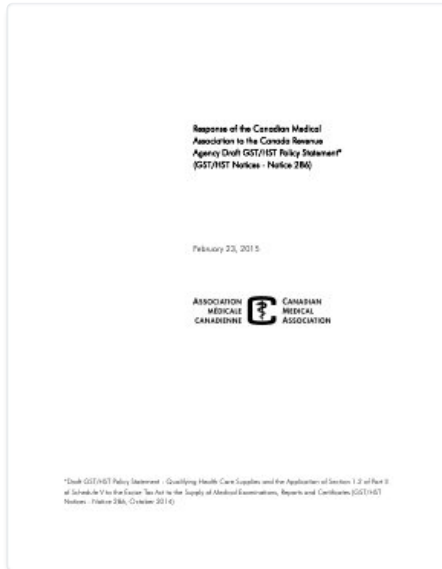 Response of the Canadian Medical
Association to the Canada Revenue
Agency Draft GST/HST Policy Statement*
(GST/HST Notices - Notice 286)
February 23, 2015
ASSOCIATION
MÉDICALE
CANADIENNE
CANADIAN
MEDICAL
ASSOCIATION
*Draft GST/HST Policy Statement - Qualifying Health Care Supplies and the Application of Section 1.2 of Part II
of Schedule V to the Excise Tax Act to the Supply of Medical Examinations, Reports and Certificates (GST/HST
Notices - Notice 286, October 2014)